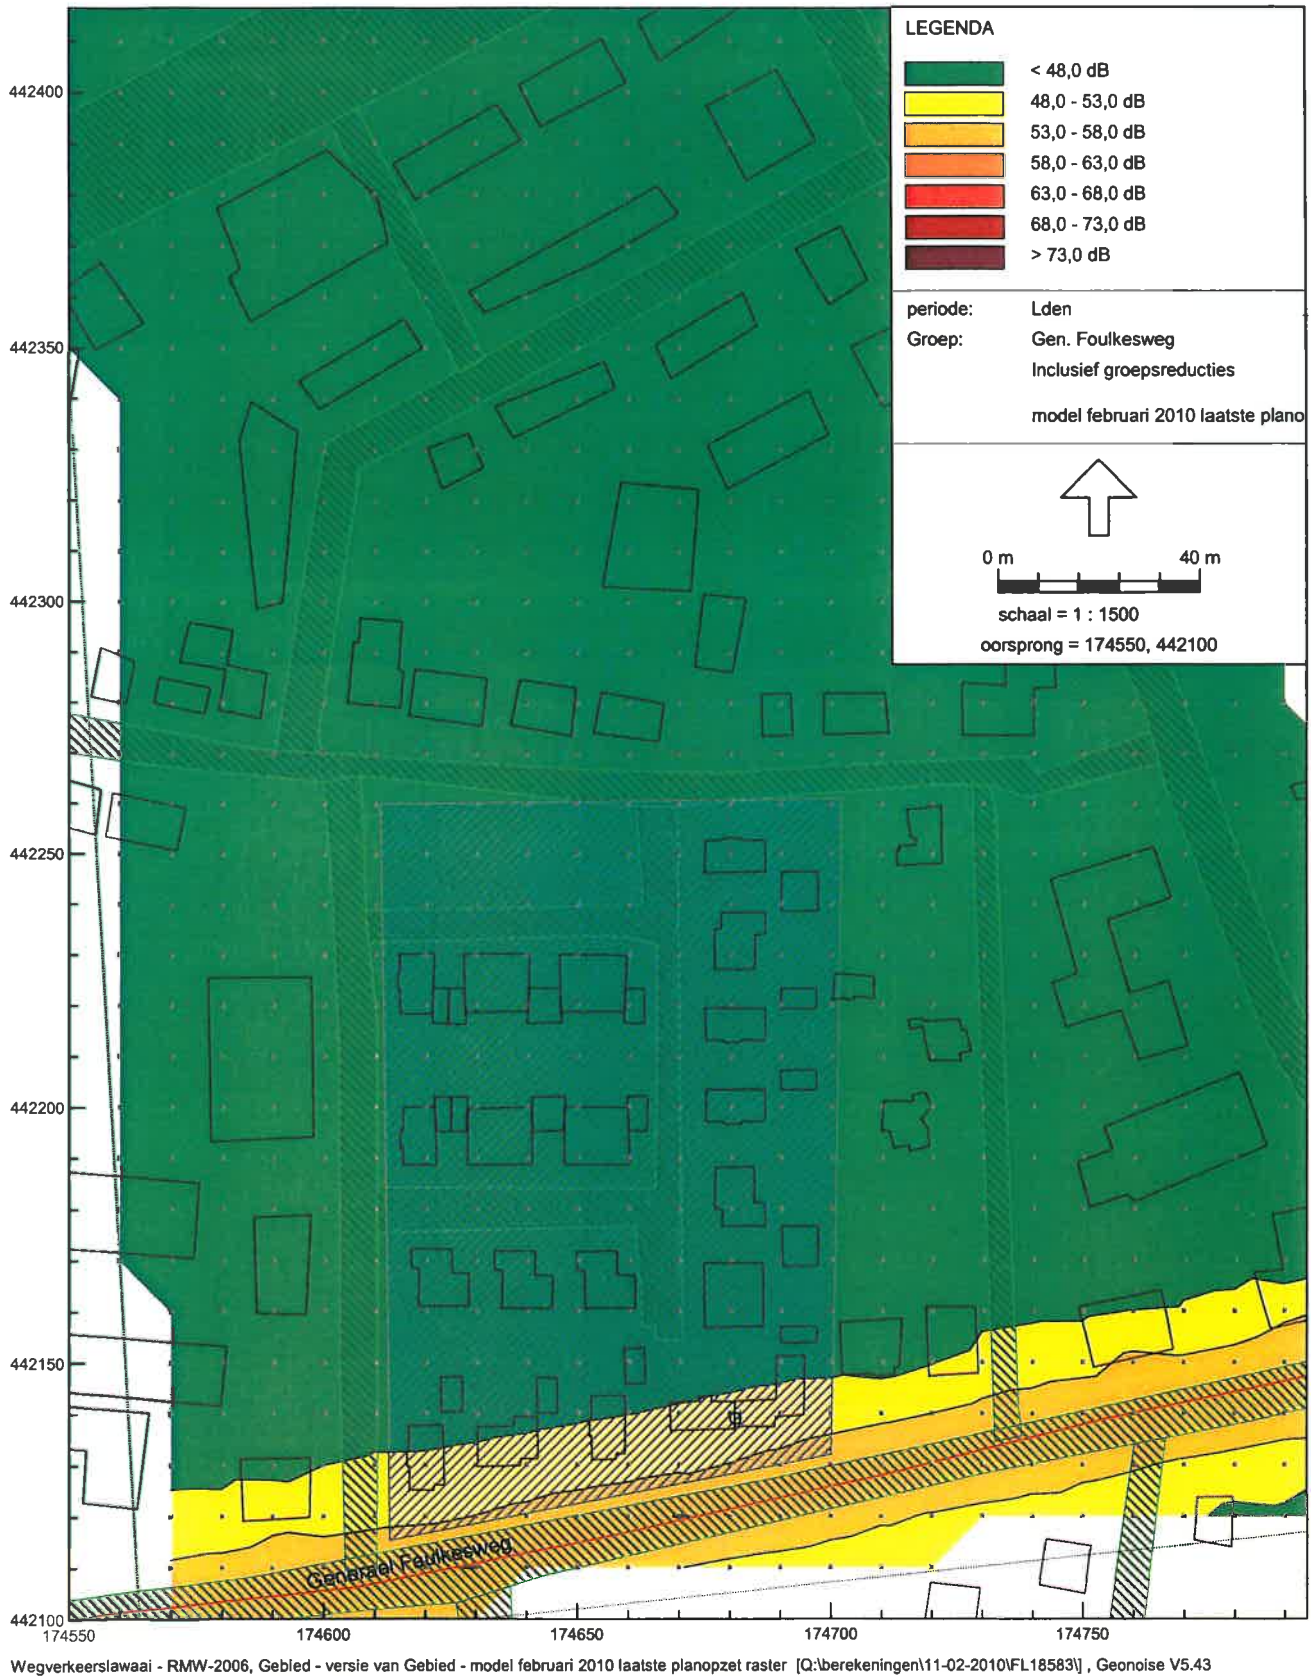 LEGENDA
< 48,0 dB
48,0 - 53,0 dB
53,0 - 58,0 dB
58,0 - 63,0 dB
63,0 - 68,0 dB
68,0 - 73,0 dB
> 73,0 dB
periode: Lden
Groep: Gen. Foulkesweg
Inclusief groepsreducties
model februari 2010 laatste plano
0 m 40 m
schaal = 1 : 1500
oorsprong = 174550, 442100
442400
442350
442300
442250
442200
442150
442100
Generaal Foulkesweg
174550 174600 174650 174700 174750
Wegverkeerslawaai - RMW-2006, Gebied - versie van Gebied - model februari 2010 laatste planopzet raster [Q:\berekeningen\11-02-2010\FL18583\] , Geonoise V5.43